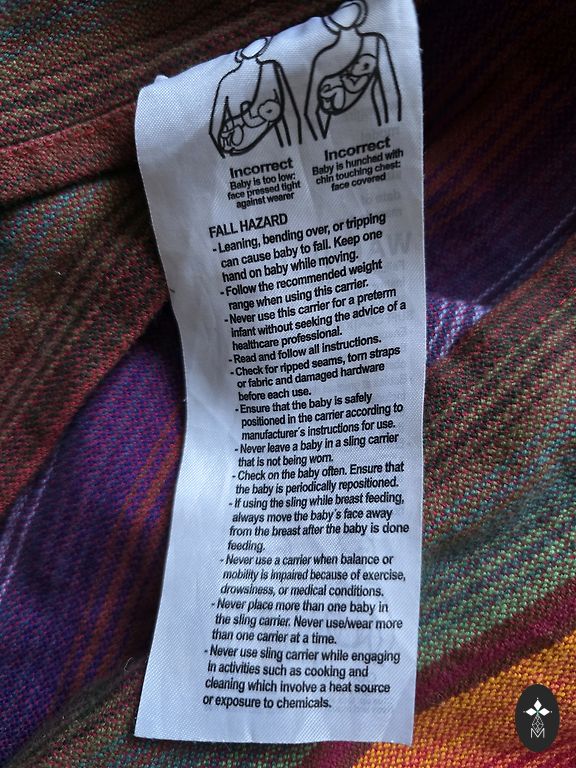 Incorrect
Baby is too low:
face pressed tight
against wearer
Incorrect
Baby is hunched with
chin touching chest:
face covered
FALL HAZARD
- Leaning, bending over, or tripping
can cause baby to fall. Keep one
hand on baby while moving.
- Follow the recommended weight
range when using this carrier.
- Never use this carrier for a preterm
infant without seeking the advice of a
healthcare professional.
- Read and follow all instructions.
- Check for ripped seams, torn straps
or fabric and damaged hardware
before each use.
- Ensure that the baby is safely
positioned in the carrier according to
manufacturer´s instructions for use.
- Never leave a baby in a sling carrier
that is not being worn.
- Check on the baby often. Ensure that
the baby is periodically repositioned.
- If using the sling while breast feeding,
always move the baby´s face away
from the breast after the baby is done
feeding.
- Never use a carrier when balance or
mobility is impaired because of exercise,
drowsiness, or medical conditions.
- Never place more than one baby in
the sling carrier. Never use/wear more
than one carrier at a time.
- Never use sling carrier while engaging
in activities such as cooking and
cleaning which involve a heat source
or exposure to chemicals.
M